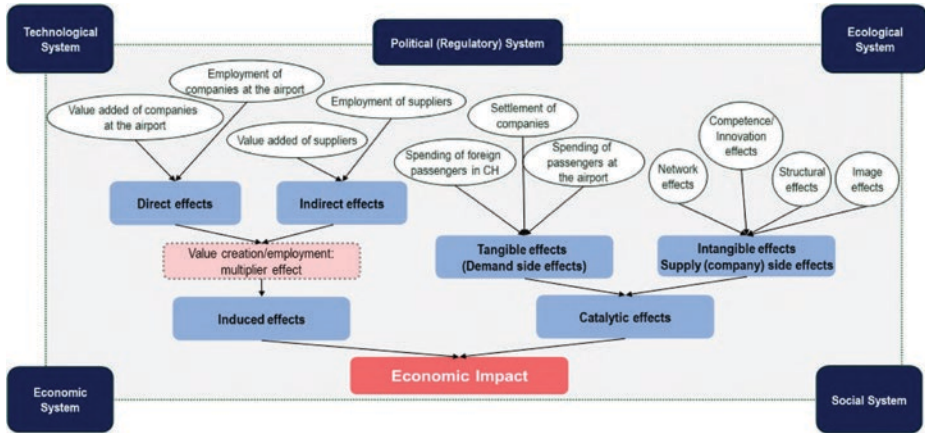 Technological
System
Political (Regulatory) System
Ecological
System
Employment of
companies at the airport
Value added of companies
at the airport
Employment of suppliers
Value added of suppliers
Settlement of
companies
Spending of foreign
passengers in CH
Spending of
passengers at
the airport
Competence/
Innovation
effects
Network
effects
Structural
effects
Image
effects
Direct effects
Indirect effects
Tangible effects
(Demand side effects)
Intangible effects
Supply (company) side effects
Value creation/employment:
multiplier effect
Induced effects
Catalytic effects
Economic Impact
Economic
System
Social System